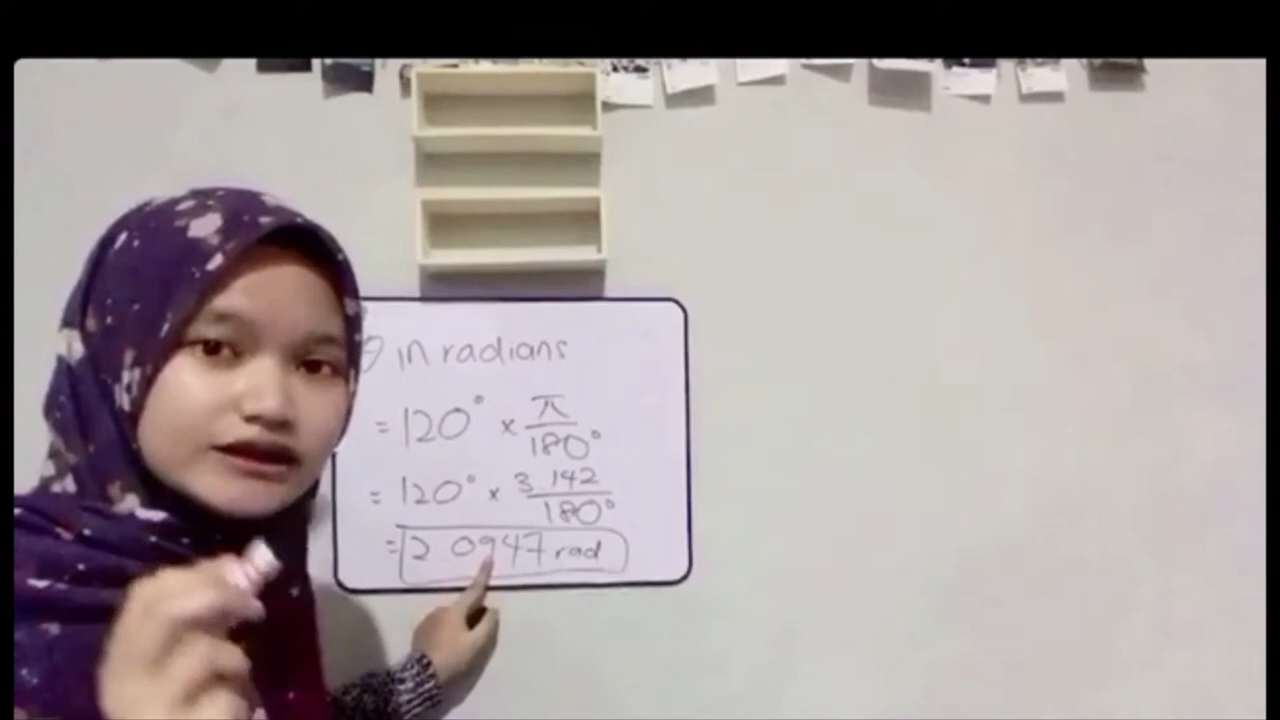 θ in radians
= 120° × π/180°
= 120° × 3 142/180°
= 2 0947 rad